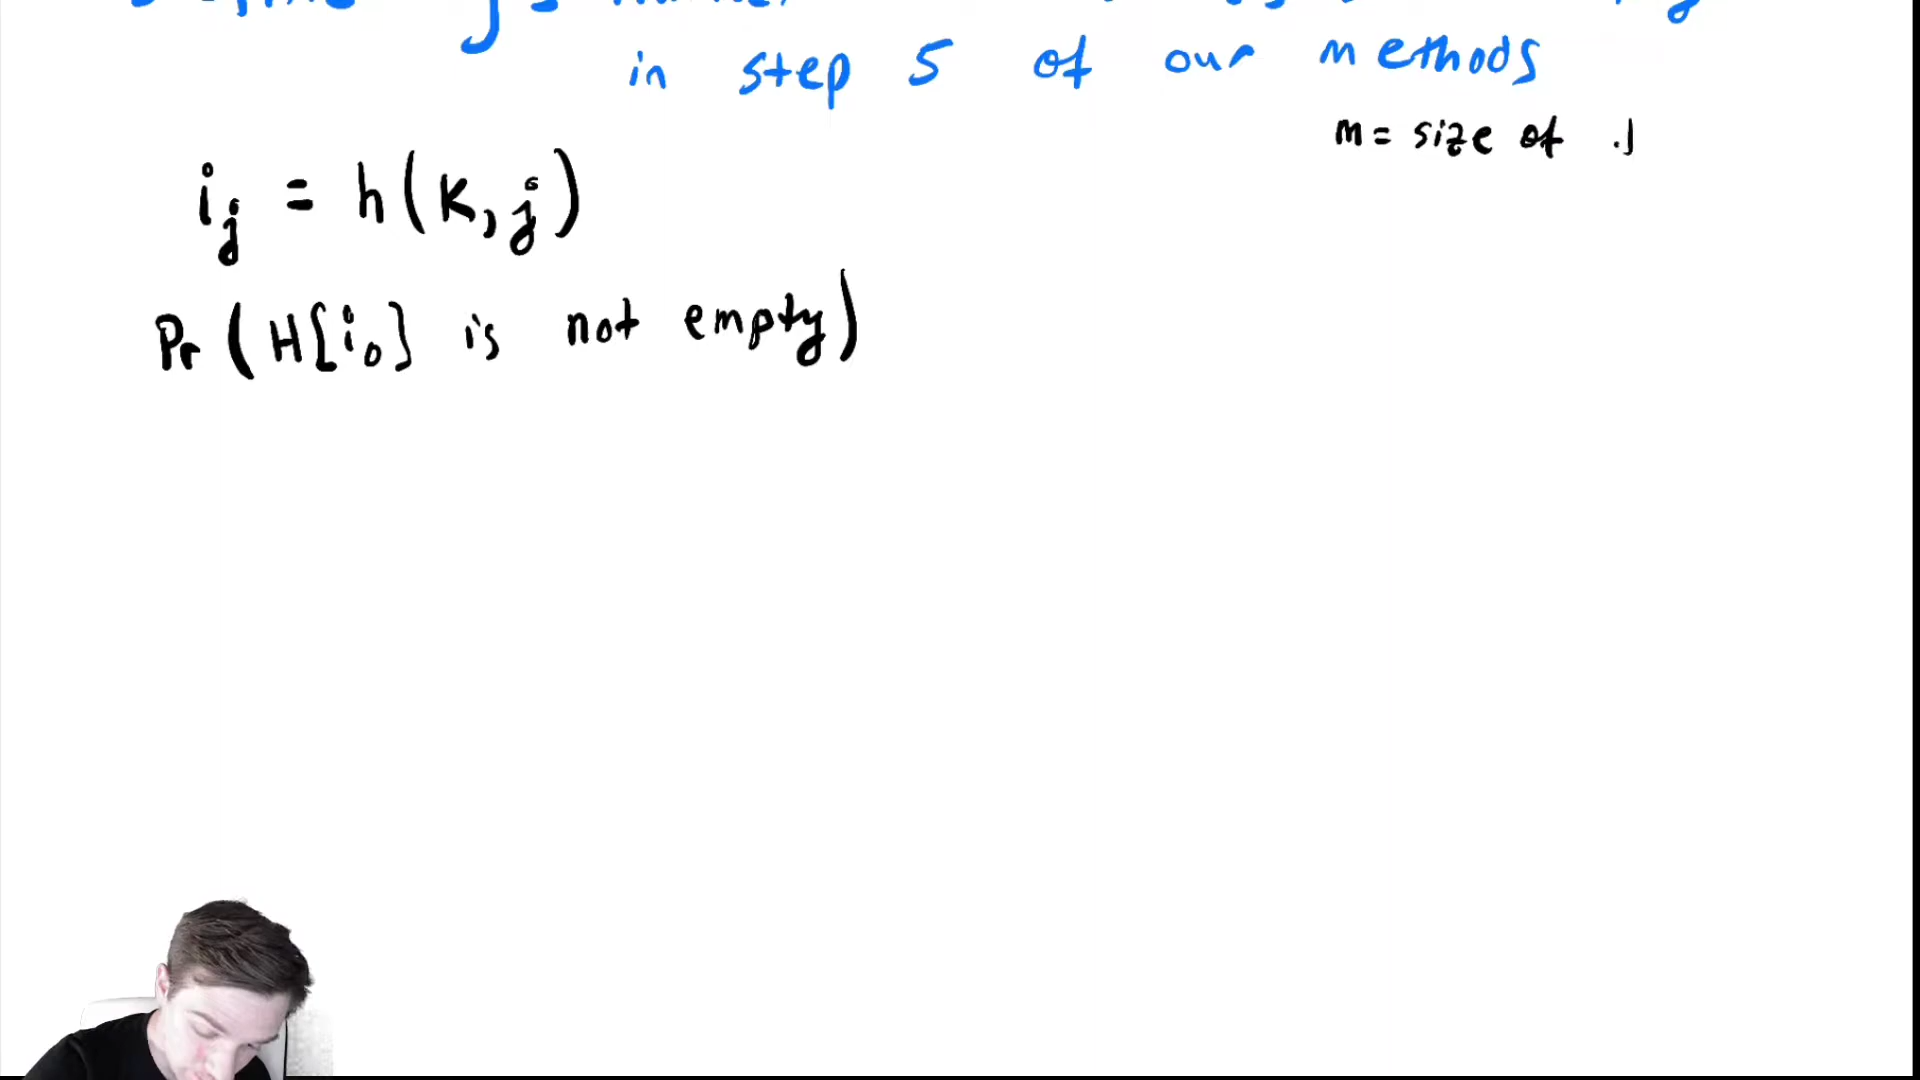 in step 5 of our methods
m = size of
i_j = h(k,j)
Pr(H[i_0] is not empty)